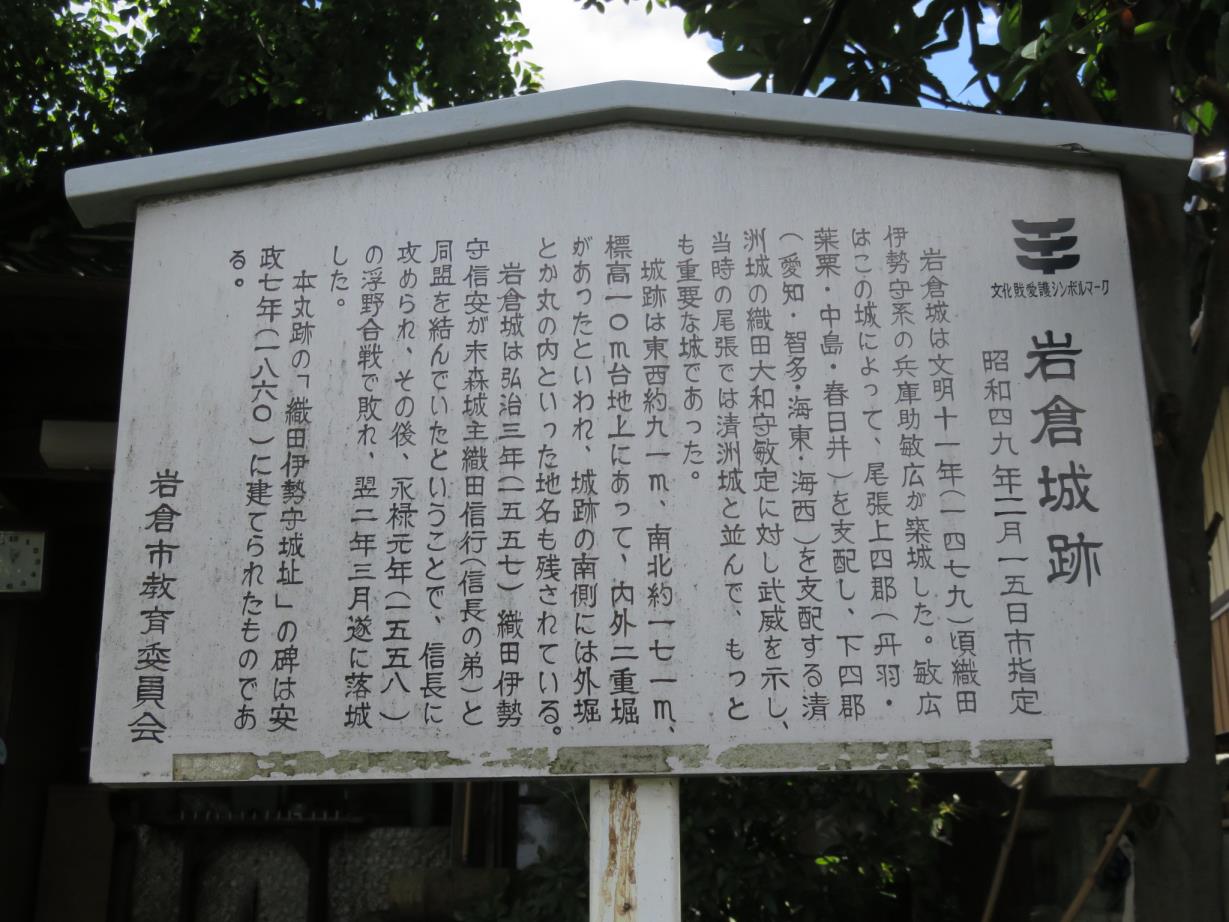 文化財愛護シンボルマーク
岩倉城跡
昭和四九年二月一五日市指定
岩倉城は文明十一年(一四七九)頃織田
伊勢守系の兵庫助敏広が築城した。敏広
はこの城によって、尾張上四郡(丹羽・
葉栗・中島・春日井)を支配し、下四郡
(愛知・智多・海東・海西)を支配する清
洲城の織田大和守敏定に対し武威を示し、
当時の尾張では清洲城と並んで、もっと
も重要な城であった。
城跡は東西約九一m、南北約一七一m、
標高一〇m台地上にあって、内外二重堀
があったといわれ、城跡の南側には外堀
とか丸の内といった地名も残されている。
岩倉城は弘治三年(一五五七)織田伊勢
守信安が末森城主織田信行(信長の弟)と
同盟を結んでいたということで、信長に
攻められ、その後、永禄元年(一五五八)
の浮野合戦で敗れ、翌二年三月遂に落城
した。
本丸跡の「織田伊勢守城址」の碑は安
政七年(一八六〇)に建てられたものであ
る。
岩倉市教育委員会